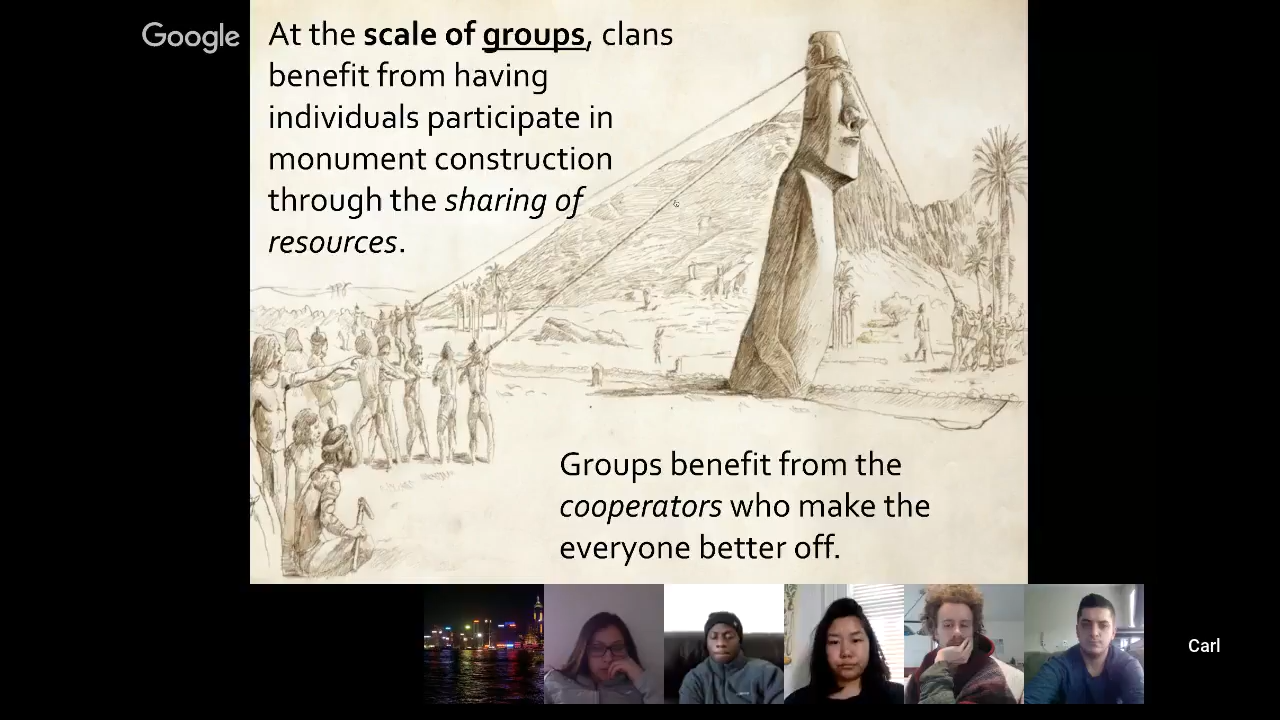 Google
At the scale of groups, clans
benefit from having
individuals participate in
monument construction
through the sharing of
resources.
Groups benefit from the
cooperators who make the
everyone better off.
Carl